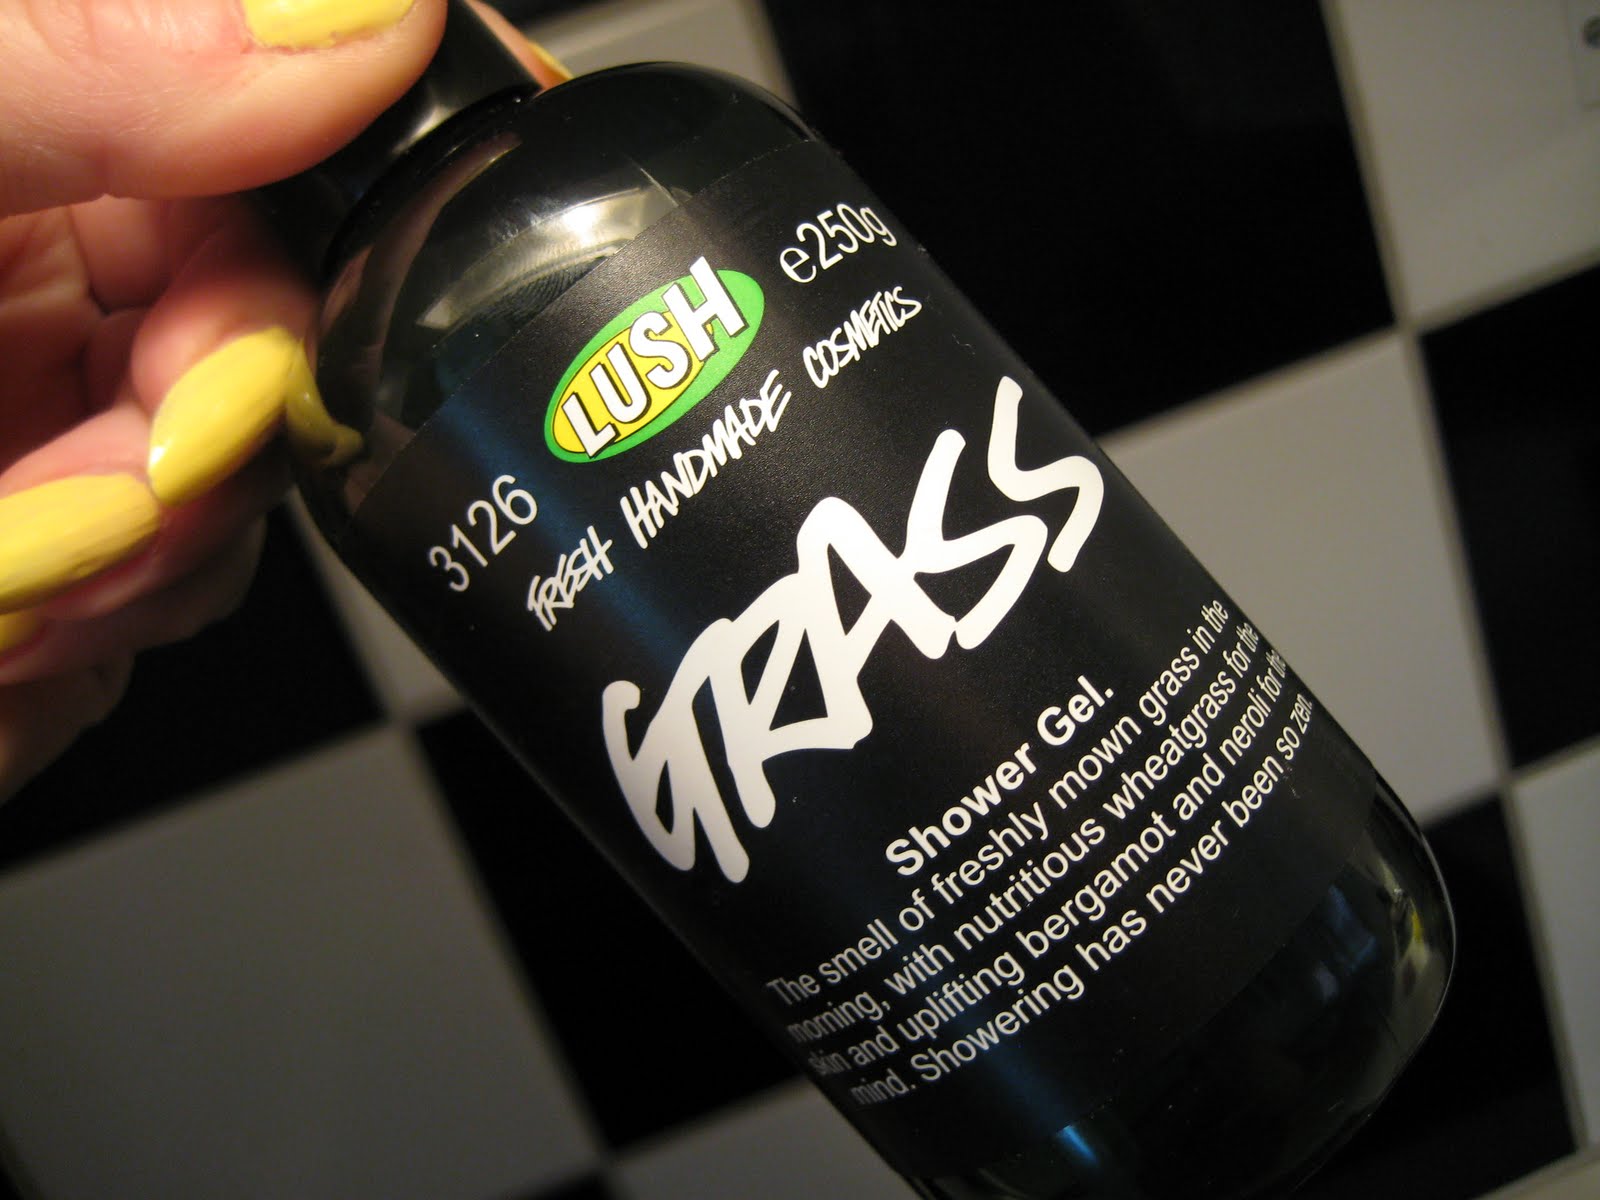 3126
LUSH
e250g
FRESH HANDMADE COSMETICS
GRASS
Shower Gel.
The smell of freshly mown grass in the
morning, with nutritious wheatgrass for the
skin and uplifting bergamot and neroli for the
mind. Showering has never been so zen.